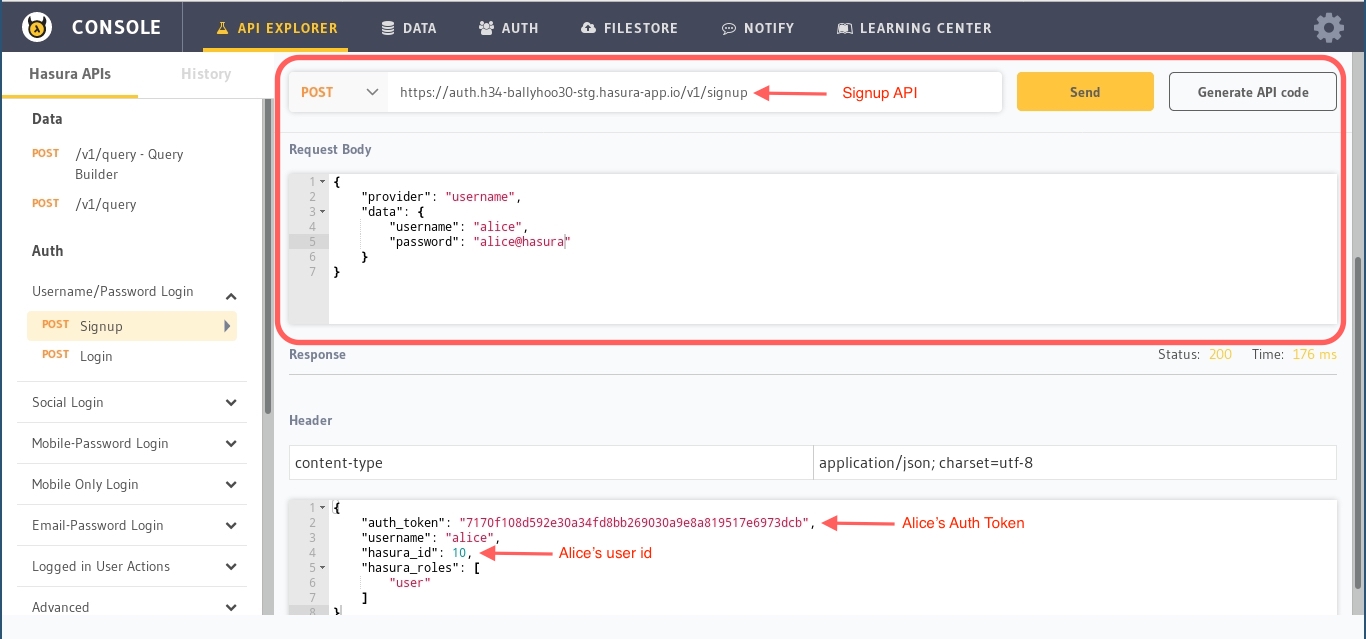 CONSOLE
API EXPLORER
DATA
AUTH
FILESTORE
NOTIFY
LEARNING CENTER
Hasura APIs
History
Data
POST /v1/query - Query
Builder
POST /v1/query
Auth
Username/Password Login
POST Signup
POST Login
Social Login
Mobile-Password Login
Mobile Only Login
Email-Password Login
Logged in User Actions
Advanced
POST
https://auth.h34-ballyhoo30-stg.hasura-app.io/v1/signup
Signup API
Send
Generate API code
Request Body
1 {
2 "provider": "username",
3 "data": {
4 "username": "alice",
5 "password": "alice@hasura"
6 }
7 }
Response
Status: 200 Time: 176 ms
Header
content-type
application/json; charset=utf-8
1 {
2 "auth_token": "7170f108d592e30a34fd8bb269030a9e8a819517e6973dcb", Alice's Auth Token
3 "username": "alice",
4 "hasura_id": 10, Alice's user id
5 "hasura_roles": [
6 "user"
7 ]
8 }